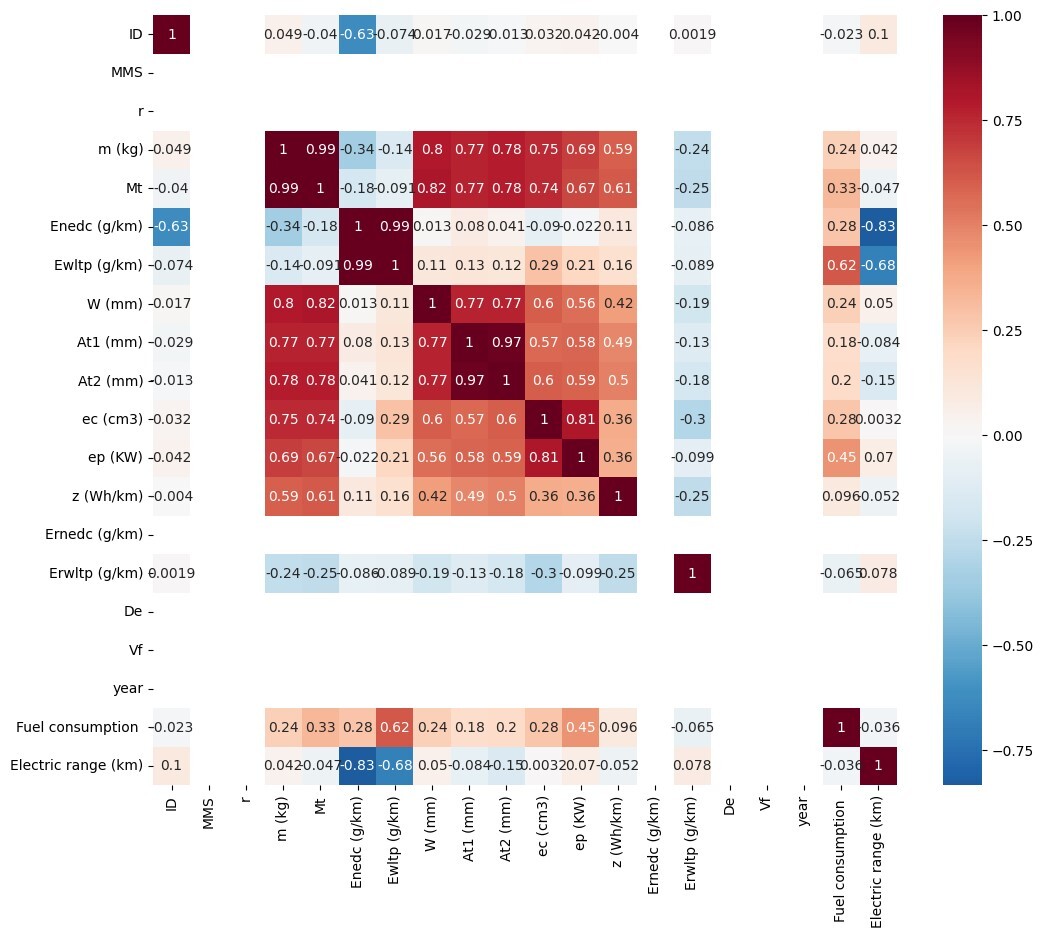 ID 1 0.049 -0.04 -0.63 -0.074 -0.017 -0.029 -0.013 0.032 0.042 -0.004 0.0019 -0.023 0.1
MMS
r
m (kg) 0.049 1 0.99 -0.34 -0.14 0.8 0.77 0.78 0.75 0.69 0.59 -0.24 0.24 0.042
Mt -0.04 0.99 1 -0.18 -0.091 0.82 0.77 0.78 0.74 0.67 0.61 -0.25 0.33 -0.047
Enedc (g/km) -0.63 -0.34 -0.18 1 0.99 0.013 0.08 0.041 -0.09 -0.022 0.11 -0.086 0.28 -0.83
Ewltp (g/km) -0.074 -0.14 -0.091 0.99 1 0.11 0.13 0.12 0.29 0.21 0.16 -0.089 0.62 -0.68
W (mm) -0.017 0.8 0.82 0.013 0.11 1 0.77 0.77 0.6 0.56 0.42 -0.19 0.24 0.05
At1 (mm) -0.029 0.77 0.77 0.08 0.13 0.77 1 0.97 0.57 0.58 0.49 -0.13 0.18 -0.084
At2 (mm) -0.013 0.78 0.78 0.041 0.12 0.77 0.97 1 0.6 0.59 0.5 -0.18 0.2 -0.15
ec (cm3) 0.032 0.75 0.74 -0.09 0.29 0.6 0.57 0.6 1 0.81 0.36 -0.3 0.28 0.0032
ep (KW) 0.042 0.69 0.67 -0.022 0.21 0.56 0.58 0.59 0.81 1 0.36 -0.099 0.45 0.07
z (Wh/km) -0.004 0.59 0.61 0.11 0.16 0.42 0.49 0.5 0.36 0.36 1 -0.25 0.096 -0.052
Ernedc (g/km)
Erwltp (g/km) 0.0019 -0.24 -0.25 -0.086 -0.089 -0.19 -0.13 -0.18 -0.3 -0.099 -0.25 1 -0.065 0.078
De
Vf
year
Fuel consumption -0.023 0.24 0.33 0.28 0.62 0.24 0.18 0.2 0.28 0.45 0.096 -0.065 1 -0.036
Electric range (km) 0.1 0.042 -0.047 -0.83 -0.68 0.05 -0.084 -0.15 0.0032 0.07 -0.052 0.078 -0.036 1
ID
MMS
r
m (kg)
Mt
Enedc (g/km)
Ewltp (g/km)
W (mm)
At1 (mm)
At2 (mm)
ec (cm3)
ep (KW)
z (Wh/km)
Ernedc (g/km)
Erwltp (g/km)
De
Vf
year
Fuel consumption
Electric range (km)
1.00
0.75
0.50
0.25
0.00
−0.25
−0.50
−0.75